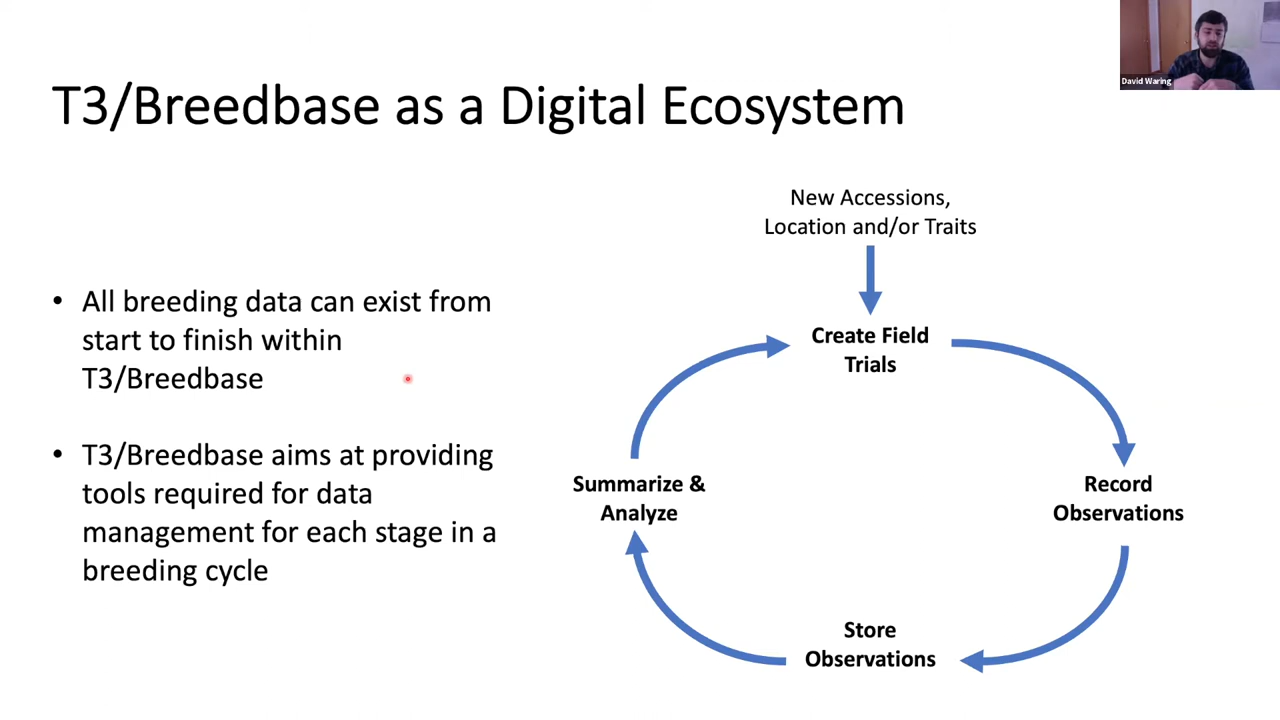 David Waring
T3/Breedbase as a Digital Ecosystem
• All breeding data can exist from
start to finish within
T3/Breedbase
• T3/Breedbase aims at providing
tools required for data
management for each stage in a
breeding cycle
New Accessions,
Location and/or Traits
Create Field
Trials
Record
Observations
Store
Observations
Summarize &
Analyze